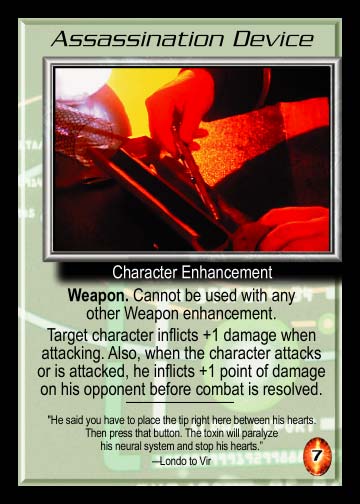 Assassination Device
Character Enhancement
Weapon. Cannot be used with any
other Weapon enhancement.
Target character inflicts +1 damage when
attacking. Also, when the character attacks
or is attacked, he inflicts +1 point of damage
on his opponent before combat is resolved.
"He said you have to place the tip right here between his hearts.
Then press that button. The toxin will paralyze
his neural system and stop his hearts."
—Londo to Vir
7